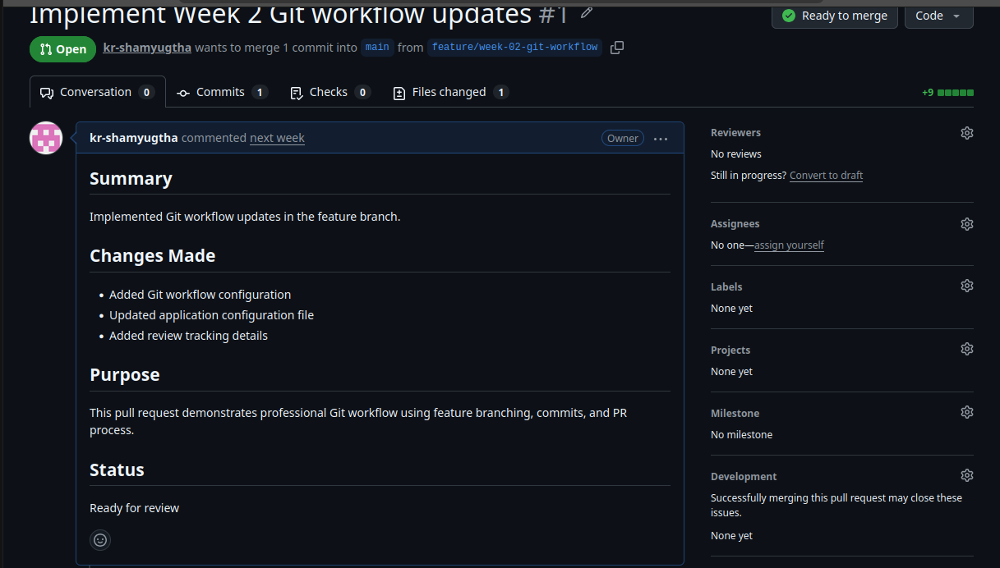 Implement Week 2 Git workflow updates #1
Ready to merge
Code
Open
kr-shamyugtha wants to merge 1 commit into main from feature/week-02-git-workflow
Conversation 0
Commits 1
Checks 0
Files changed 1
+9
kr-shamyugtha commented next week
Owner
Summary
Implemented Git workflow updates in the feature branch.
Changes Made
• Added Git workflow configuration
• Updated application configuration file
• Added review tracking details
Purpose
This pull request demonstrates professional Git workflow using feature branching, commits, and PR
process.
Status
Ready for review
Reviewers
No reviews
Still in progress? Convert to draft
Assignees
No one—assign yourself
Labels
None yet
Projects
None yet
Milestone
No milestone
Development
Successfully merging this pull request may close these
issues.
None yet